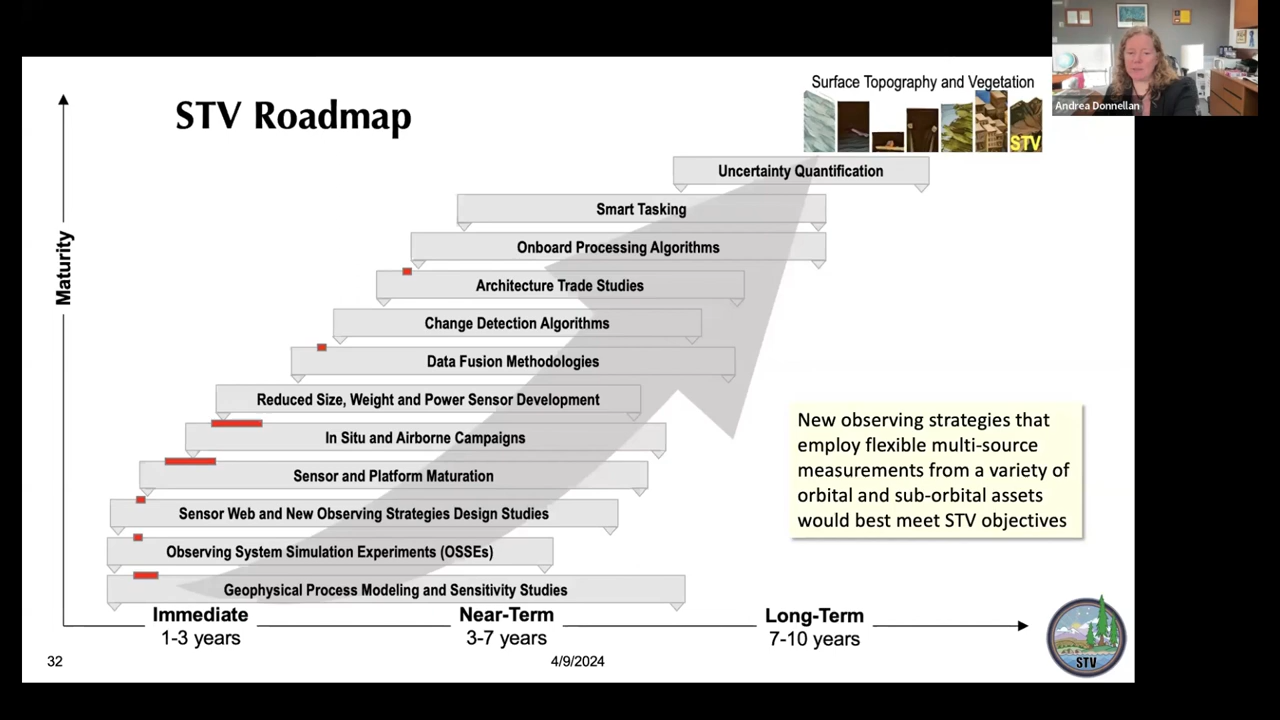 Andrea Donnellan
Surface Topography and Vegetation
STV
STV Roadmap
Maturity
Uncertainty Quantification
Smart Tasking
Onboard Processing Algorithms
Architecture Trade Studies
Change Detection Algorithms
Data Fusion Methodologies
Reduced Size, Weight and Power Sensor Development
In Situ and Airborne Campaigns
Sensor and Platform Maturation
Sensor Web and New Observing Strategies Design Studies
Observing System Simulation Experiments (OSSEs)
Geophysical Process Modeling and Sensitivity Studies
New observing strategies that
employ flexible multi-source
measurements from a variety of
orbital and sub-orbital assets
would best meet STV objectives
Immediate
1-3 years
Near-Term
3-7 years
Long-Term
7-10 years
32
4/9/2024
STV